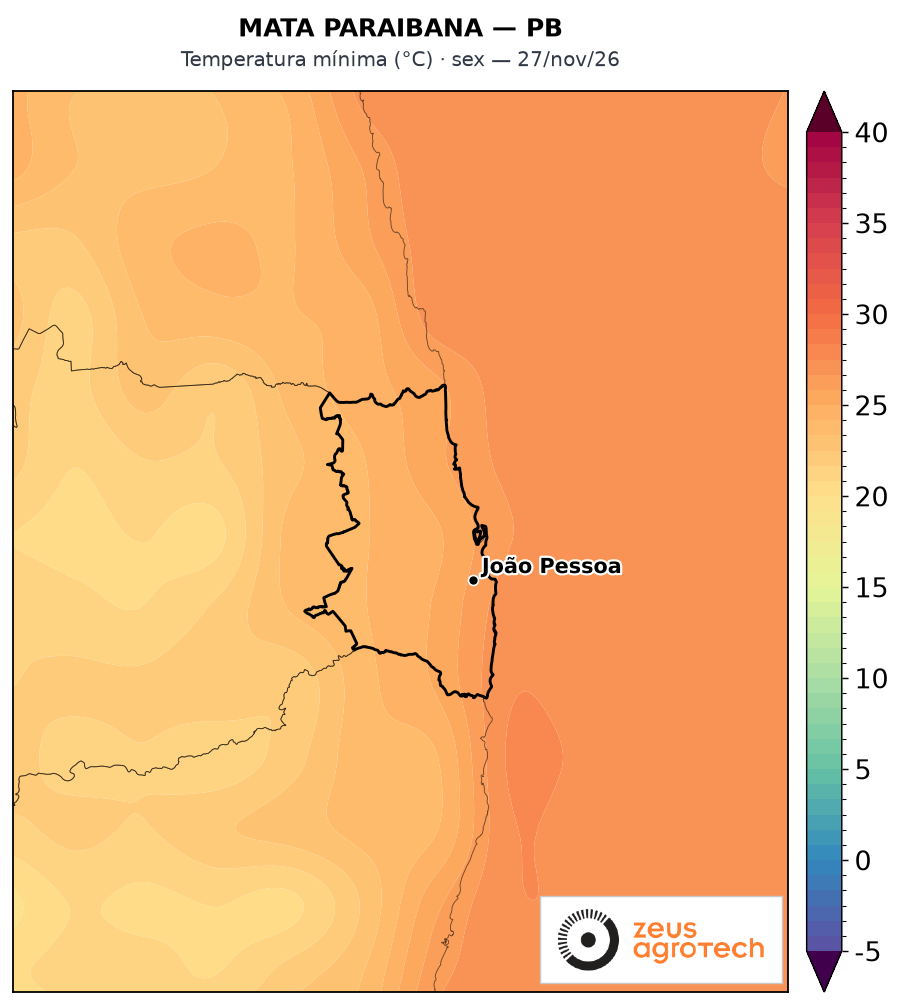 MATA PARAIBANA — PB
Temperatura mínima (°C) · sex — 27/nov/26
40
35
30
25
20
15
10
5
0
-5
João Pessoa
zeus
agrotech